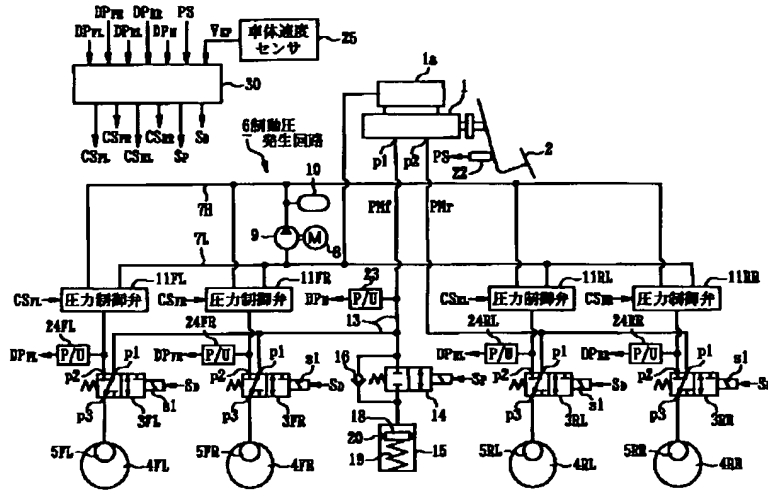 DPFR DPRR PS
DPFL DPRL DPM VXP 車体速度センサ 25
30
CSFR CSRR SD
CSFL CSRL SP
1a
1
6 制動圧発生回路
p1 p2 PS 22 2
10
7H
PMf PMr
9 M 8
7L
11FL 11FR 23 11RL 11RR
CSFL 圧力制御弁 CSFR 圧力制御弁 DPM P/U CSRL 圧力制御弁 CSRR 圧力制御弁
24FL 24FR 13 24RL 24RR
DPFL P/U DPFR P/U DPRL P/U DPRR P/U
p1 p1 16 p1 p1
p2 p2 s1 p2 s1 p2 s1
SD SD SP SD SD
p3 s1 p3 14 p3 p3
3FL 3FR 18 3RL 3RR
20
19 15
5FL 4FL 5FR 4FR 5RL 4RL 5RR 4RR